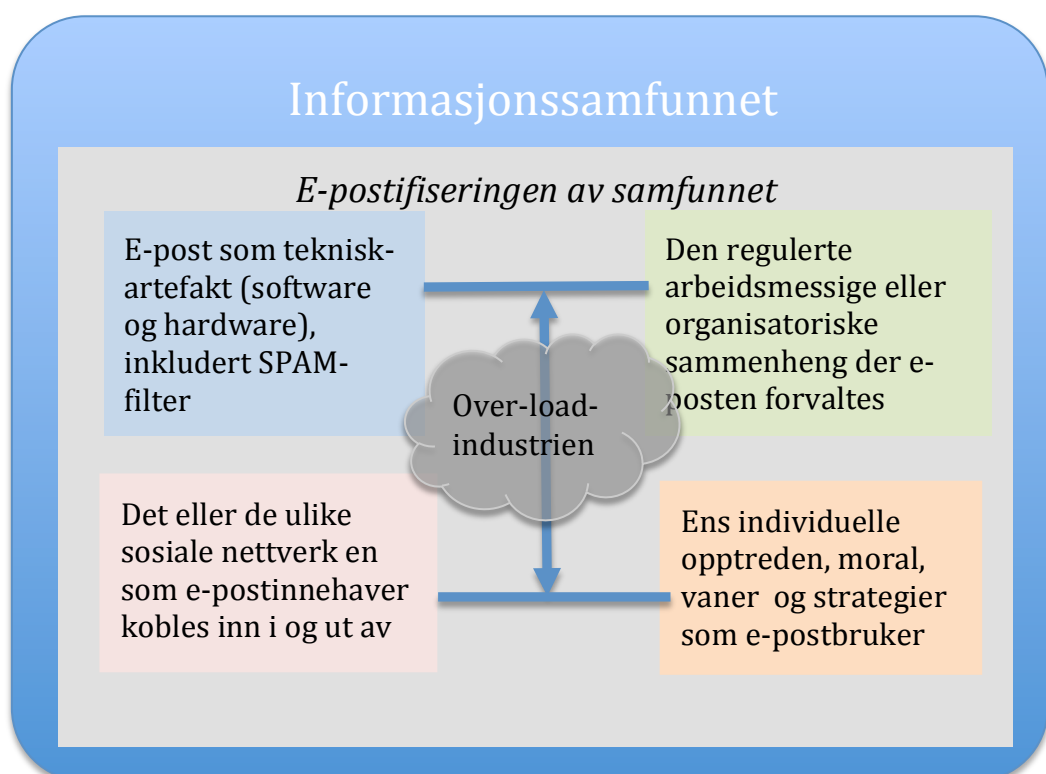 Informasjonssamfunnet
E-postifiseringen av samfunnet
E-post som teknisk-
artefakt (software
og hardware),
inkludert SPAM-
filter
Den regulerte
arbeidsmessige eller
organisatoriske
sammenheng der e-
posten forvaltes
Over-load-
industrien
Det eller de ulike
sosiale nettverk en
som e-postinnehaver
kobles inn i og ut av
Ens individuelle
opptreden, moral,
vaner og strategier
som e-postbruker